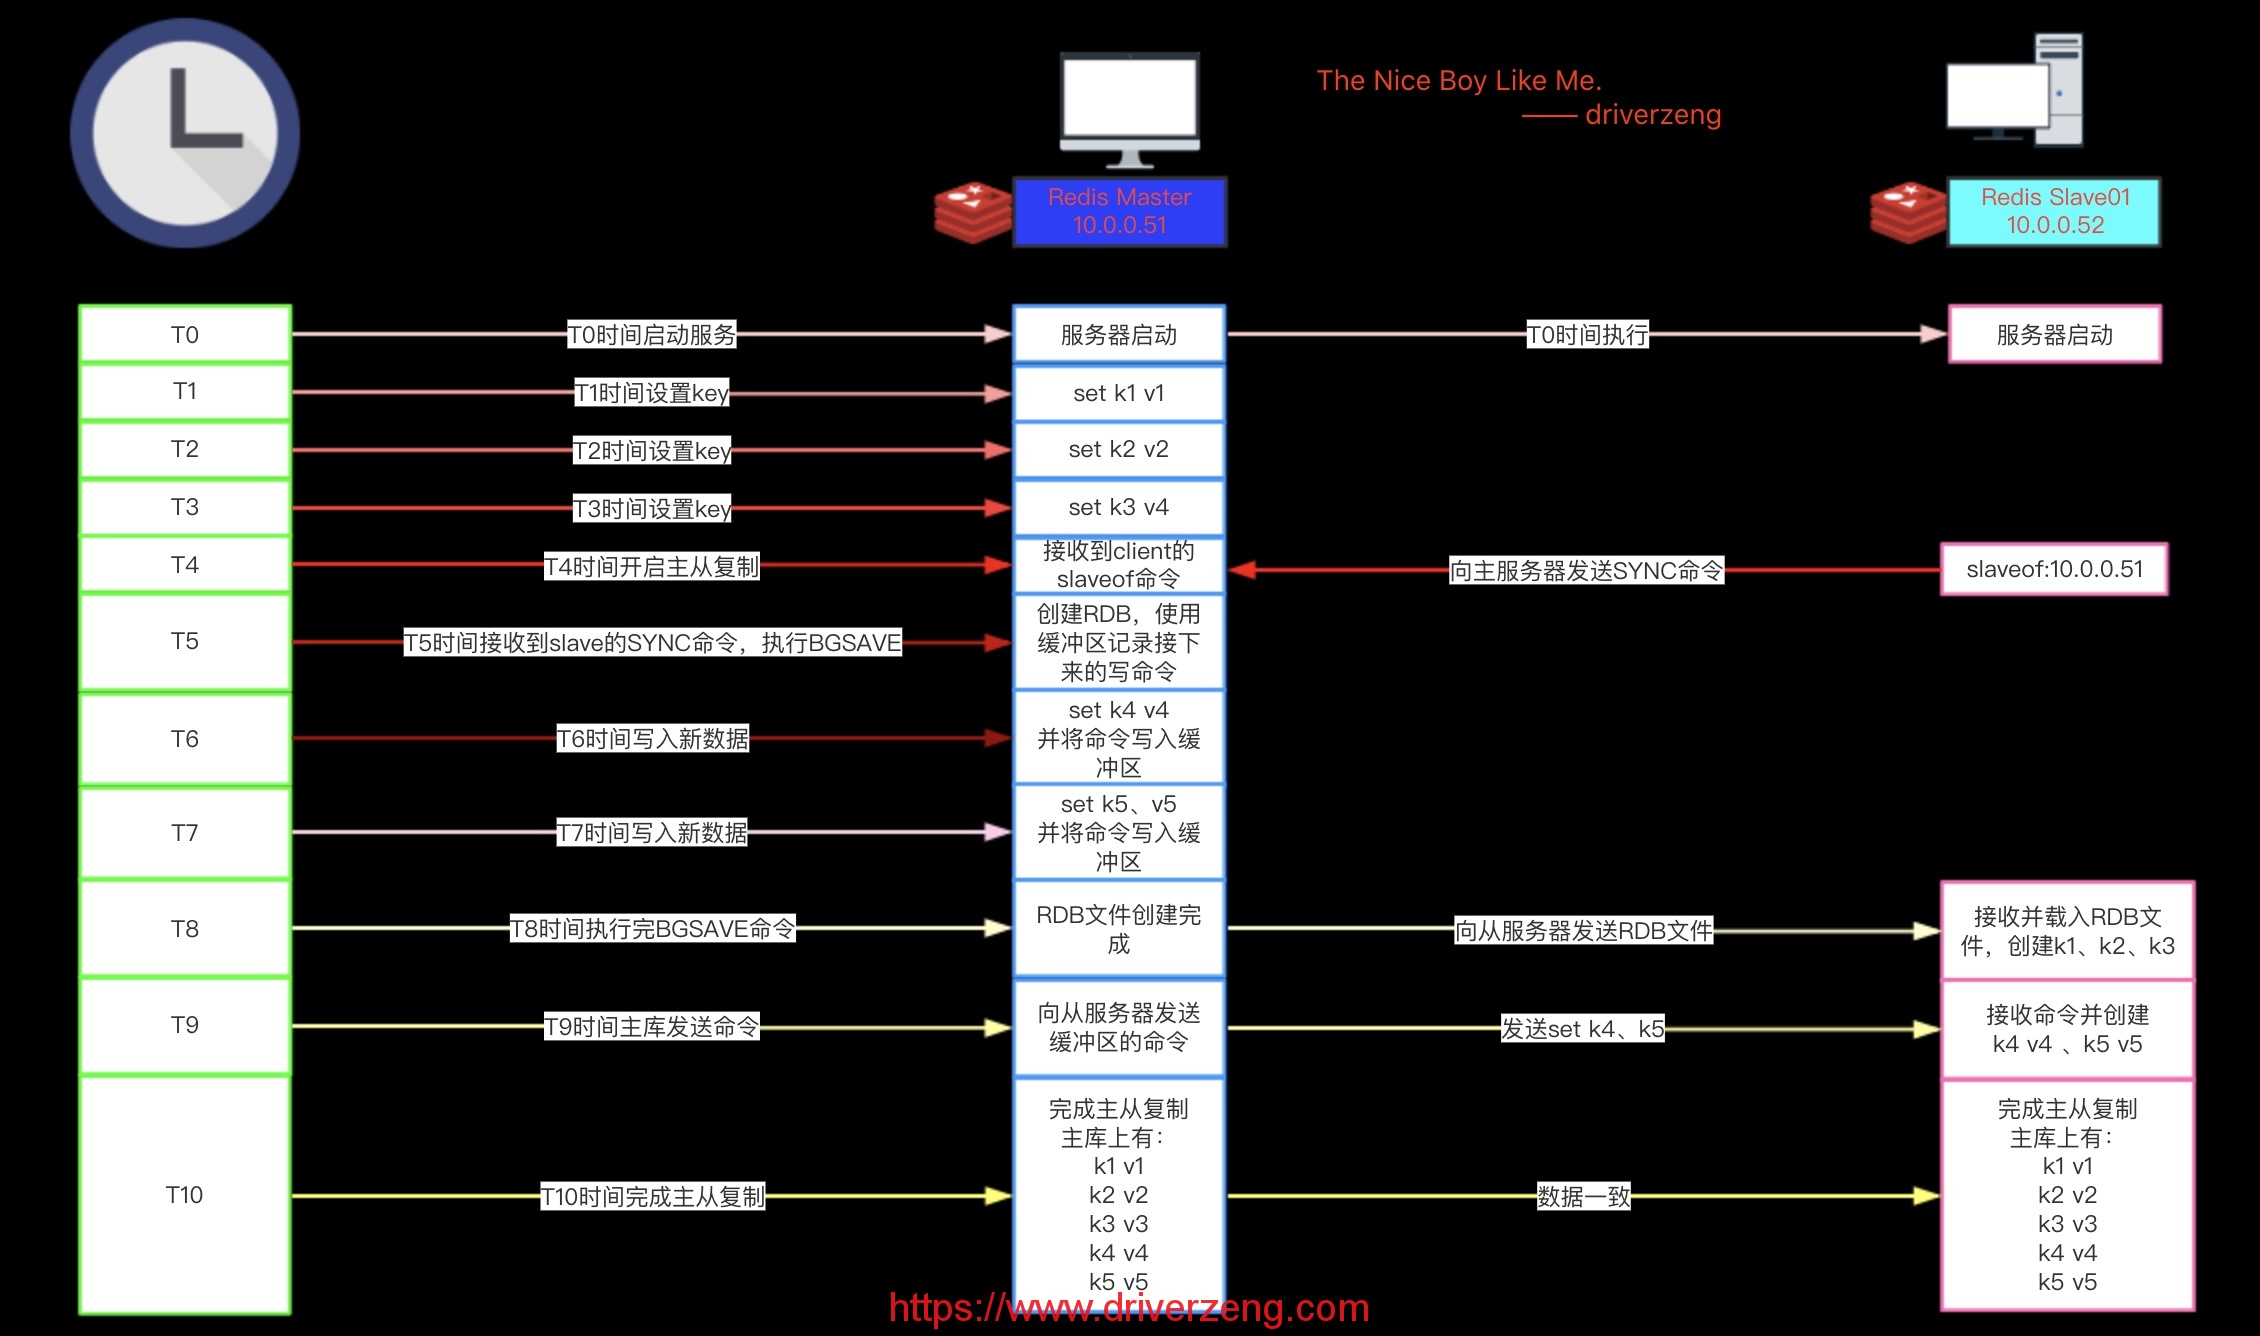 The Nice Boy Like Me.
—— driverzeng
Redis Master
10.0.0.51
Redis Slave01
10.0.0.52
T0
T0时间启动服务
服务器启动
T0时间执行
服务器启动
T1
T1时间设置key
set k1 v1
T2
T2时间设置key
set k2 v2
T3
T3时间设置key
set k3 v4
T4
T4时间开启主从复制
接收到client的
slaveof命令
向主服务器发送SYNC命令
slaveof:10.0.0.51
T5
T5时间接收到slave的SYNC命令，执行BGSAVE
创建RDB，使用
缓冲区记录接下
来的写命令
T6
T6时间写入新数据
set k4 v4
并将命令写入缓
冲区
T7
T7时间写入新数据
set k5、v5
并将命令写入缓
冲区
T8
T8时间执行完BGSAVE命令
RDB文件创建完
成
向从服务器发送RDB文件
接收并载入RDB文
件，创建k1、k2、k3
T9
T9时间主库发送命令
向从服务器发送
缓冲区的命令
发送set k4、k5
接收命令并创建
k4 v4 、k5 v5
T10
T10时间完成主从复制
完成主从复制
主库上有：
k1 v1
k2 v2
k3 v3
k4 v4
k5 v5
数据一致
完成主从复制
主库上有：
k1 v1
k2 v2
k3 v3
k4 v4
k5 v5
https://www.driverzeng.com